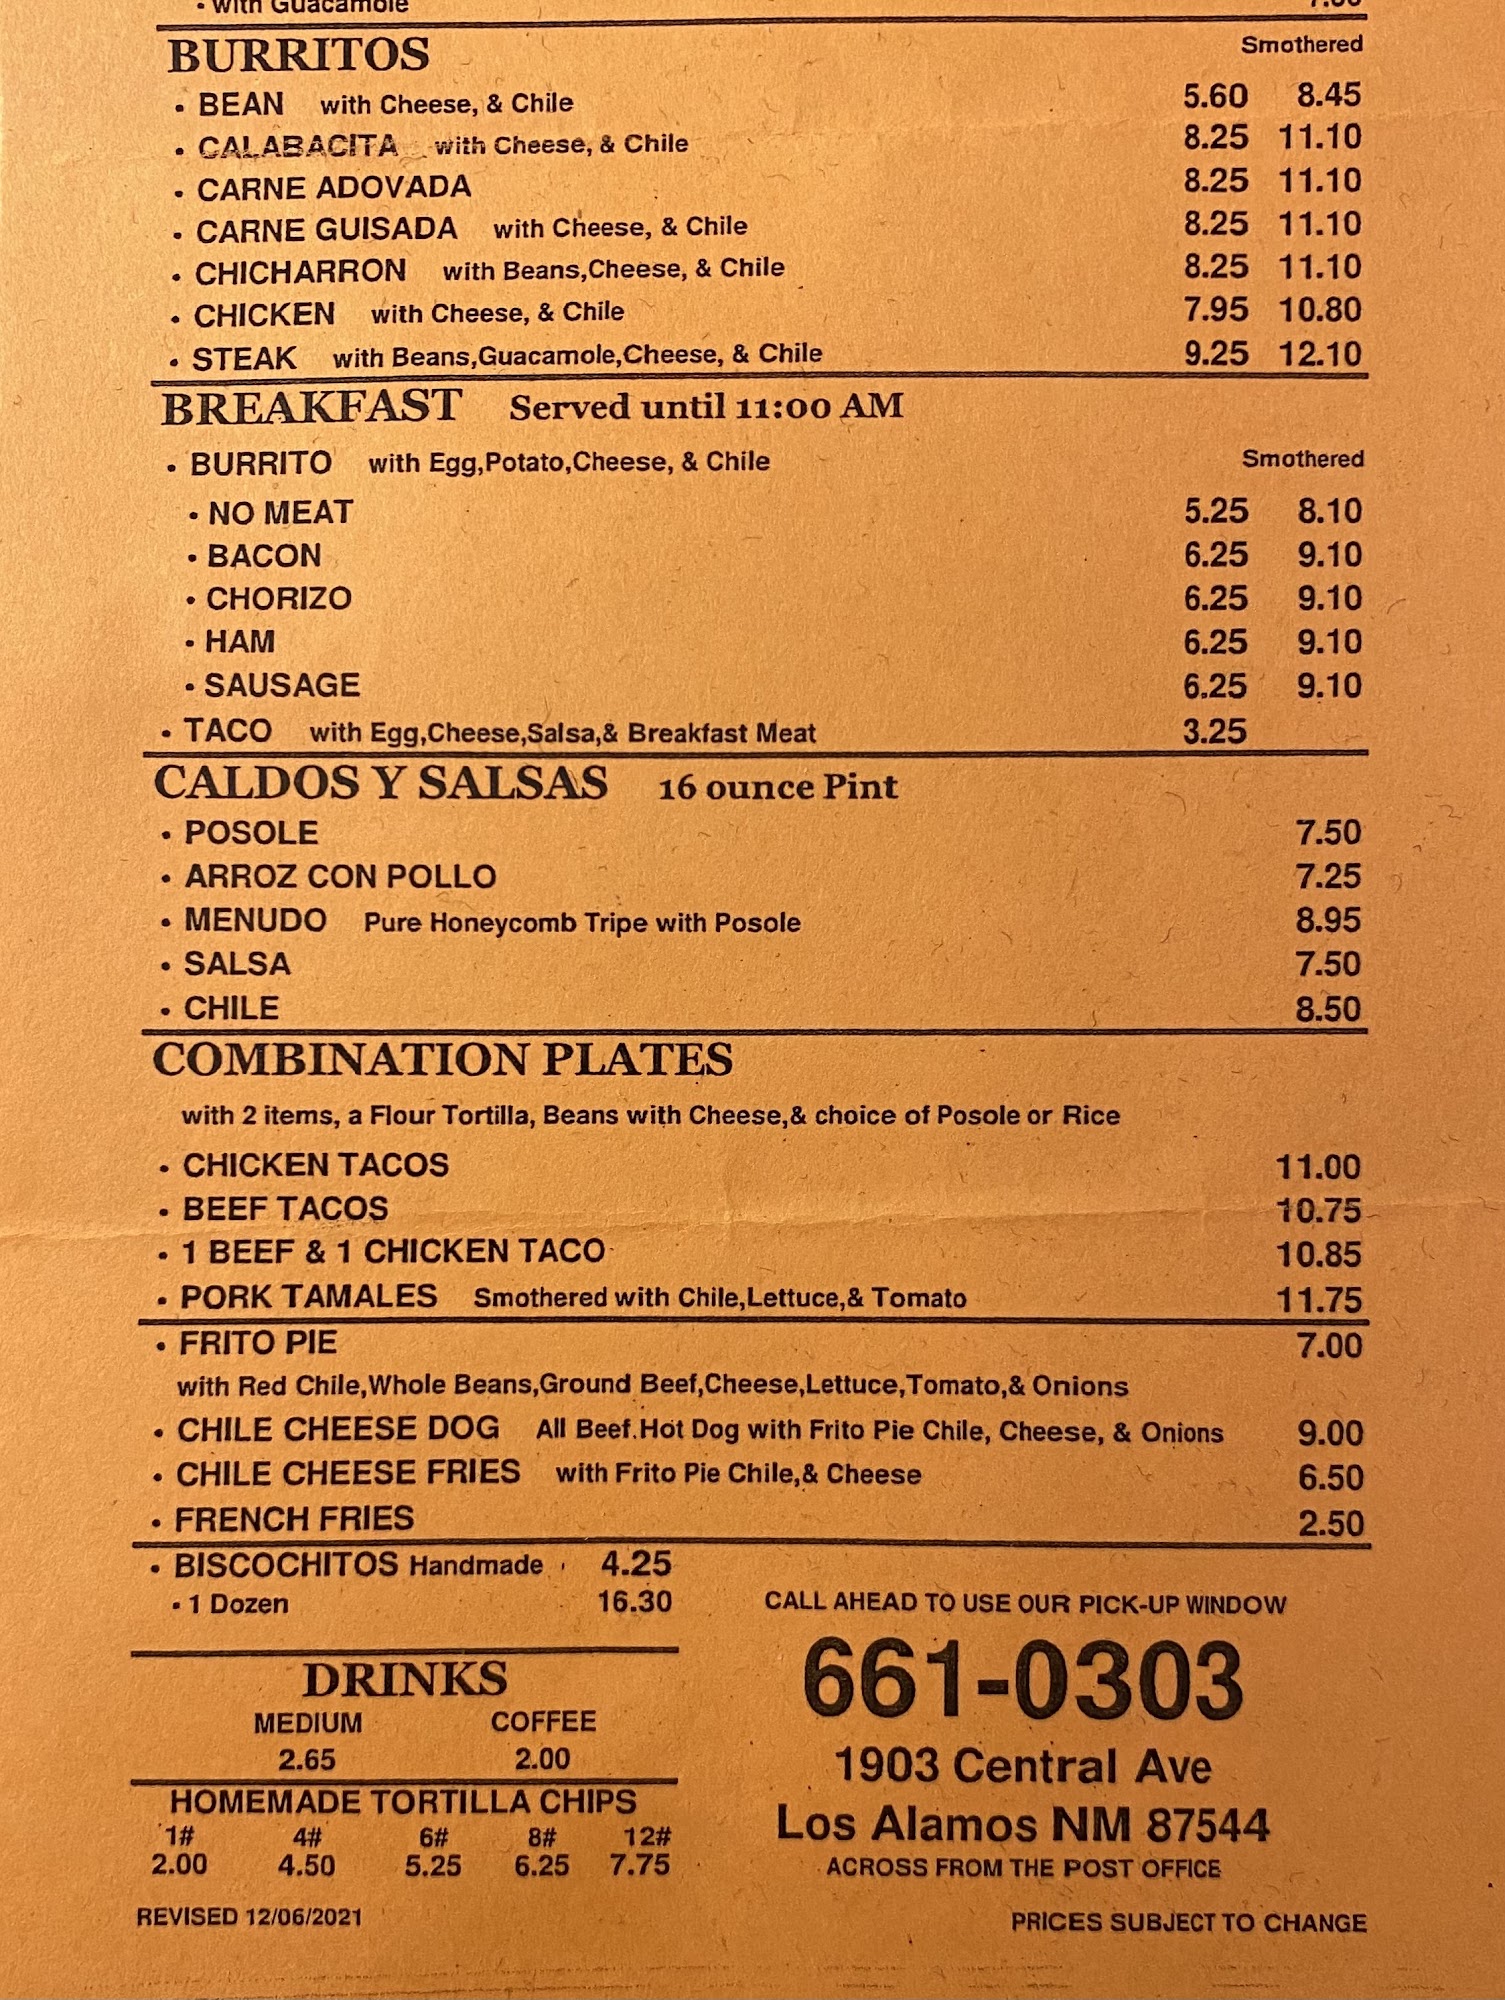 • with Guacamole 7.00
BURRITOS Smothered
• BEAN with Cheese, & Chile 5.60 8.45
• CALABACITA with Cheese, & Chile 8.25 11.10
• CARNE ADOVADA 8.25 11.10
• CARNE GUISADA with Cheese, & Chile 8.25 11.10
• CHICHARRON with Beans,Cheese, & Chile 8.25 11.10
• CHICKEN with Cheese, & Chile 7.95 10.80
• STEAK with Beans,Guacamole,Cheese, & Chile 9.25 12.10
BREAKFAST Served until 11:00 AM
• BURRITO with Egg,Potato,Cheese, & Chile Smothered
• NO MEAT 5.25 8.10
• BACON 6.25 9.10
• CHORIZO 6.25 9.10
• HAM 6.25 9.10
• SAUSAGE 6.25 9.10
• TACO with Egg,Cheese,Salsa,& Breakfast Meat 3.25
CALDOS Y SALSAS 16 ounce Pint
• POSOLE 7.50
• ARROZ CON POLLO 7.25
• MENUDO Pure Honeycomb Tripe with Posole 8.95
• SALSA 7.50
• CHILE 8.50
COMBINATION PLATES
with 2 items, a Flour Tortilla, Beans with Cheese,& choice of Posole or Rice
• CHICKEN TACOS 11.00
• BEEF TACOS 10.75
• 1 BEEF & 1 CHICKEN TACO 10.85
• PORK TAMALES Smothered with Chile,Lettuce,& Tomato 11.75
• FRITO PIE 7.00
with Red Chile,Whole Beans,Ground Beef,Cheese,Lettuce,Tomato,& Onions
• CHILE CHEESE DOG All Beef Hot Dog with Frito Pie Chile, Cheese, & Onions 9.00
• CHILE CHEESE FRIES with Frito Pie Chile,& Cheese 6.50
• FRENCH FRIES 2.50
• BISCOCHITOS Handmade 4.25
• 1 Dozen 16.30
DRINKS
MEDIUM COFFEE
2.65 2.00
HOMEMADE TORTILLA CHIPS
1# 4# 6# 8# 12#
2.00 4.50 5.25 6.25 7.75
REVISED 12/06/2021
CALL AHEAD TO USE OUR PICK-UP WINDOW
661-0303
1903 Central Ave
Los Alamos NM 87544
ACROSS FROM THE POST OFFICE
PRICES SUBJECT TO CHANGE